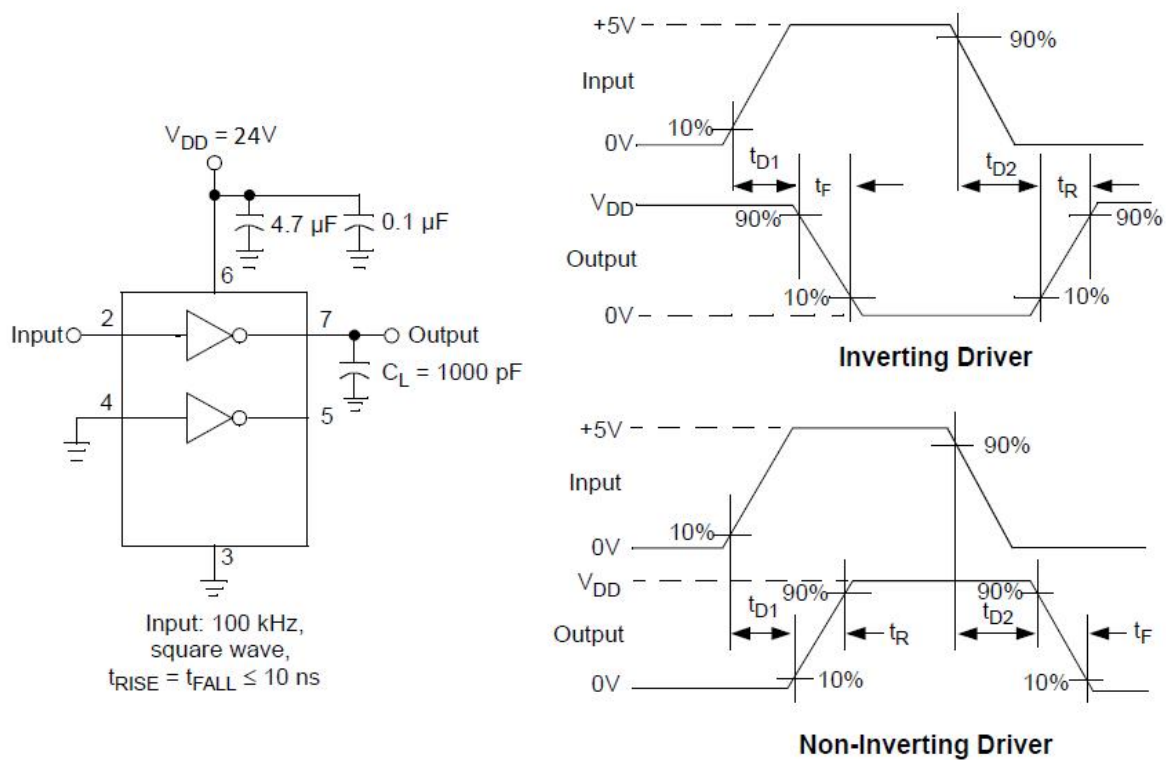 V_DD = 24V
4.7 µF
0.1 µF
6
Input
2
7
Output
C_L = 1000 pF
4
5
3
Input: 100 kHz,
square wave,
t_RISE = t_FALL ≤ 10 ns
+5V
90%
Input
10%
0V
t_D1
t_F
t_D2
t_R
V_DD
90%
90%
Output
10%
10%
0V
Inverting Driver
+5V
90%
Input
10%
0V
V_DD
90%
90%
t_D1
t_R
t_D2
t_F
Output
0V
10%
10%
Non-Inverting Driver